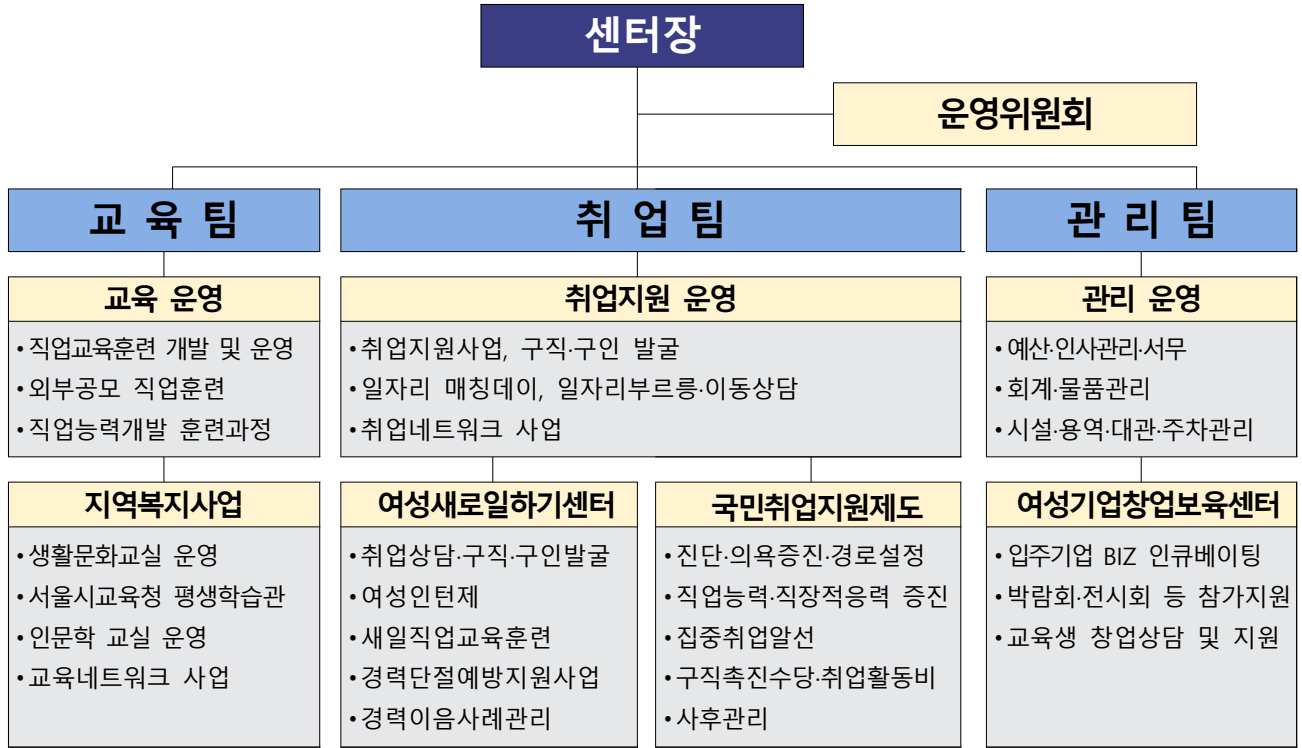 센터장
운영위원회
교 육 팀
교육 운영
•직업교육훈련 개발 및 운영
•외부공모 직업훈련
•직업능력개발 훈련과정
지역복지사업
•생활문화교실 운영
•서울시교육청 평생학습관
•인문학 교실 운영
•교육네트워크 사업
취 업 팀
취업지원 운영
•취업지원사업, 구직·구인 발굴
•일자리 매칭데이, 일자리부르릉·이동상담
•취업네트워크 사업
여성새로일하기센터
•취업상담·구직·구인발굴
•여성인턴제
•새일직업교육훈련
•경력단절예방지원사업
•경력이음사례관리
국민취업지원제도
•진단·의욕증진·경로설정
•직업능력·직장적응력 증진
•집중취업알선
•구직촉진수당·취업활동비
•사후관리
관 리 팀
관리 운영
•예산·인사관리·서무
•회계·물품관리
•시설·용역·대관·주차관리
여성기업창업보육센터
•입주기업 BIZ 인큐베이팅
•박람회·전시회 등 참가지원
•교육생 창업상담 및 지원